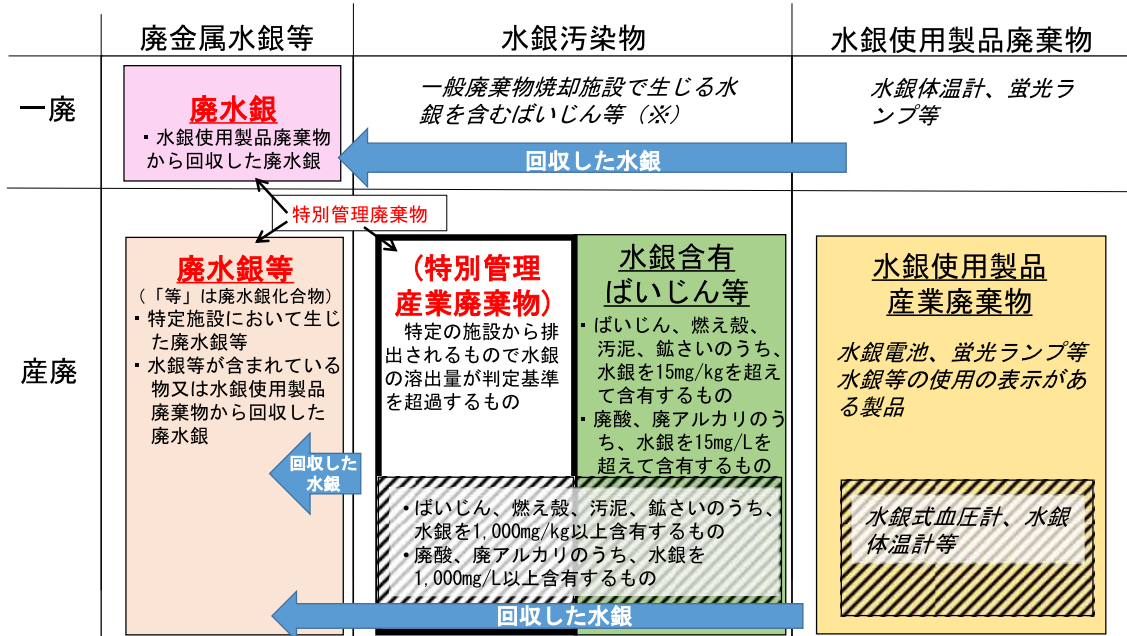 廃金属水銀等
水銀汚染物
水銀使用製品廃棄物
一廃
廃水銀
・水銀使用製品廃棄物
から回収した廃水銀
一般廃棄物焼却施設で生じる水
銀を含むばいじん等（※）
水銀体温計、蛍光ラ
ンプ等
回収した水銀
特別管理廃棄物
産廃
廃水銀等
（「等」は廃水銀化合物）
・特定施設において生じ
た廃水銀等
・水銀等が含まれている
物又は水銀使用製品
廃棄物から回収した
廃水銀
回収した
水銀
（特別管理
産業廃棄物）
特定の施設から排
出されるもので水銀
の溶出量が判定基準
を超過するもの
水銀含有
ばいじん等
・ばいじん、燃え殻、
汚泥、鉱さいのうち、
水銀を15mg/kgを超え
て含有するもの
・廃酸、廃アルカリのう
ち、水銀を15mg/Lを
超えて含有するもの
・ばいじん、燃え殻、汚泥、鉱さいのうち、
水銀を1,000mg/kg以上含有するもの
・廃酸、廃アルカリのうち、水銀を
1,000mg/L以上含有するもの
回収した水銀
水銀使用製品
産業廃棄物
水銀電池、蛍光ランプ等
水銀等の使用の表示があ
る製品
水銀式血圧計、水銀
体温計等